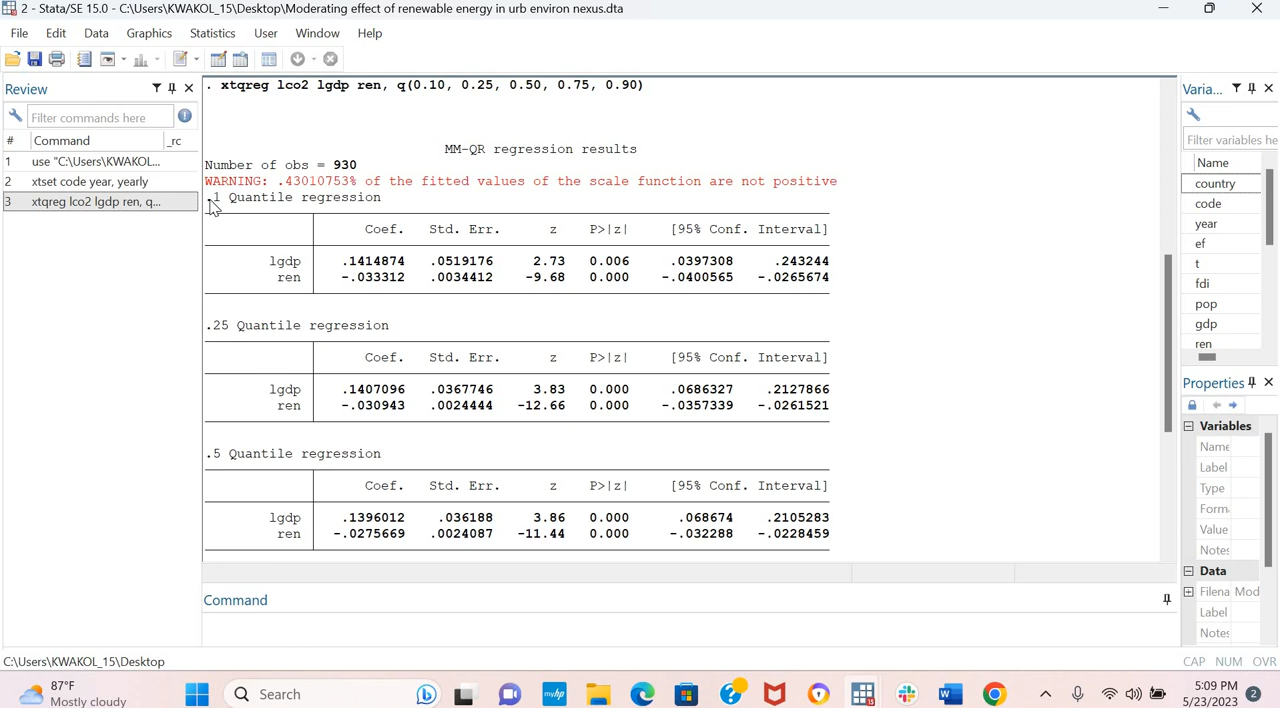 2 - Stata/SE 15.0 - C:\Users\KWAKOL_15\Desktop\Moderating effect of renewable energy in urb environ nexus.dta
File Edit Data Graphics Statistics User Window Help
Review
Filter commands here
# Command _rc
1 use "C:\Users\KWAKOL...
2 xtset code year, yearly
3 xtqreg lco2 lgdp ren, q...
. xtqreg lco2 lgdp ren, q(0.10, 0.25, 0.50, 0.75, 0.90)
MM-QR regression results
Number of obs = 930
WARNING: .43010753% of the fitted values of the scale function are not positive
.1 Quantile regression
Coef. Std. Err. z P>|z| [95% Conf. Interval]
lgdp .1414874 .0519176 2.73 0.006 .0397308 .243244
ren -.033312 .0034412 -9.68 0.000 -.0400565 -.0265674
.25 Quantile regression
Coef. Std. Err. z P>|z| [95% Conf. Interval]
lgdp .1407096 .0367746 3.83 0.000 .0686327 .2127866
ren -.030943 .0024444 -12.66 0.000 -.0357339 -.0261521
.5 Quantile regression
Coef. Std. Err. z P>|z| [95% Conf. Interval]
lgdp .1396012 .036188 3.86 0.000 .068674 .2105283
ren -.0275669 .0024087 -11.44 0.000 -.032288 -.0228459
Command
Varia...
Filter variables he
Name
country
code
year
ef
t
fdi
pop
gdp
ren
Properties
Variables
Name
Label
Type
Form
Value
Notes
Data
Filena Mod
Label
Notes
C:\Users\KWAKOL_15\Desktop
CAP NUM OVR
87°F
Mostly cloudy
Search
myhp
15
5:09 PM
5/23/2023
2